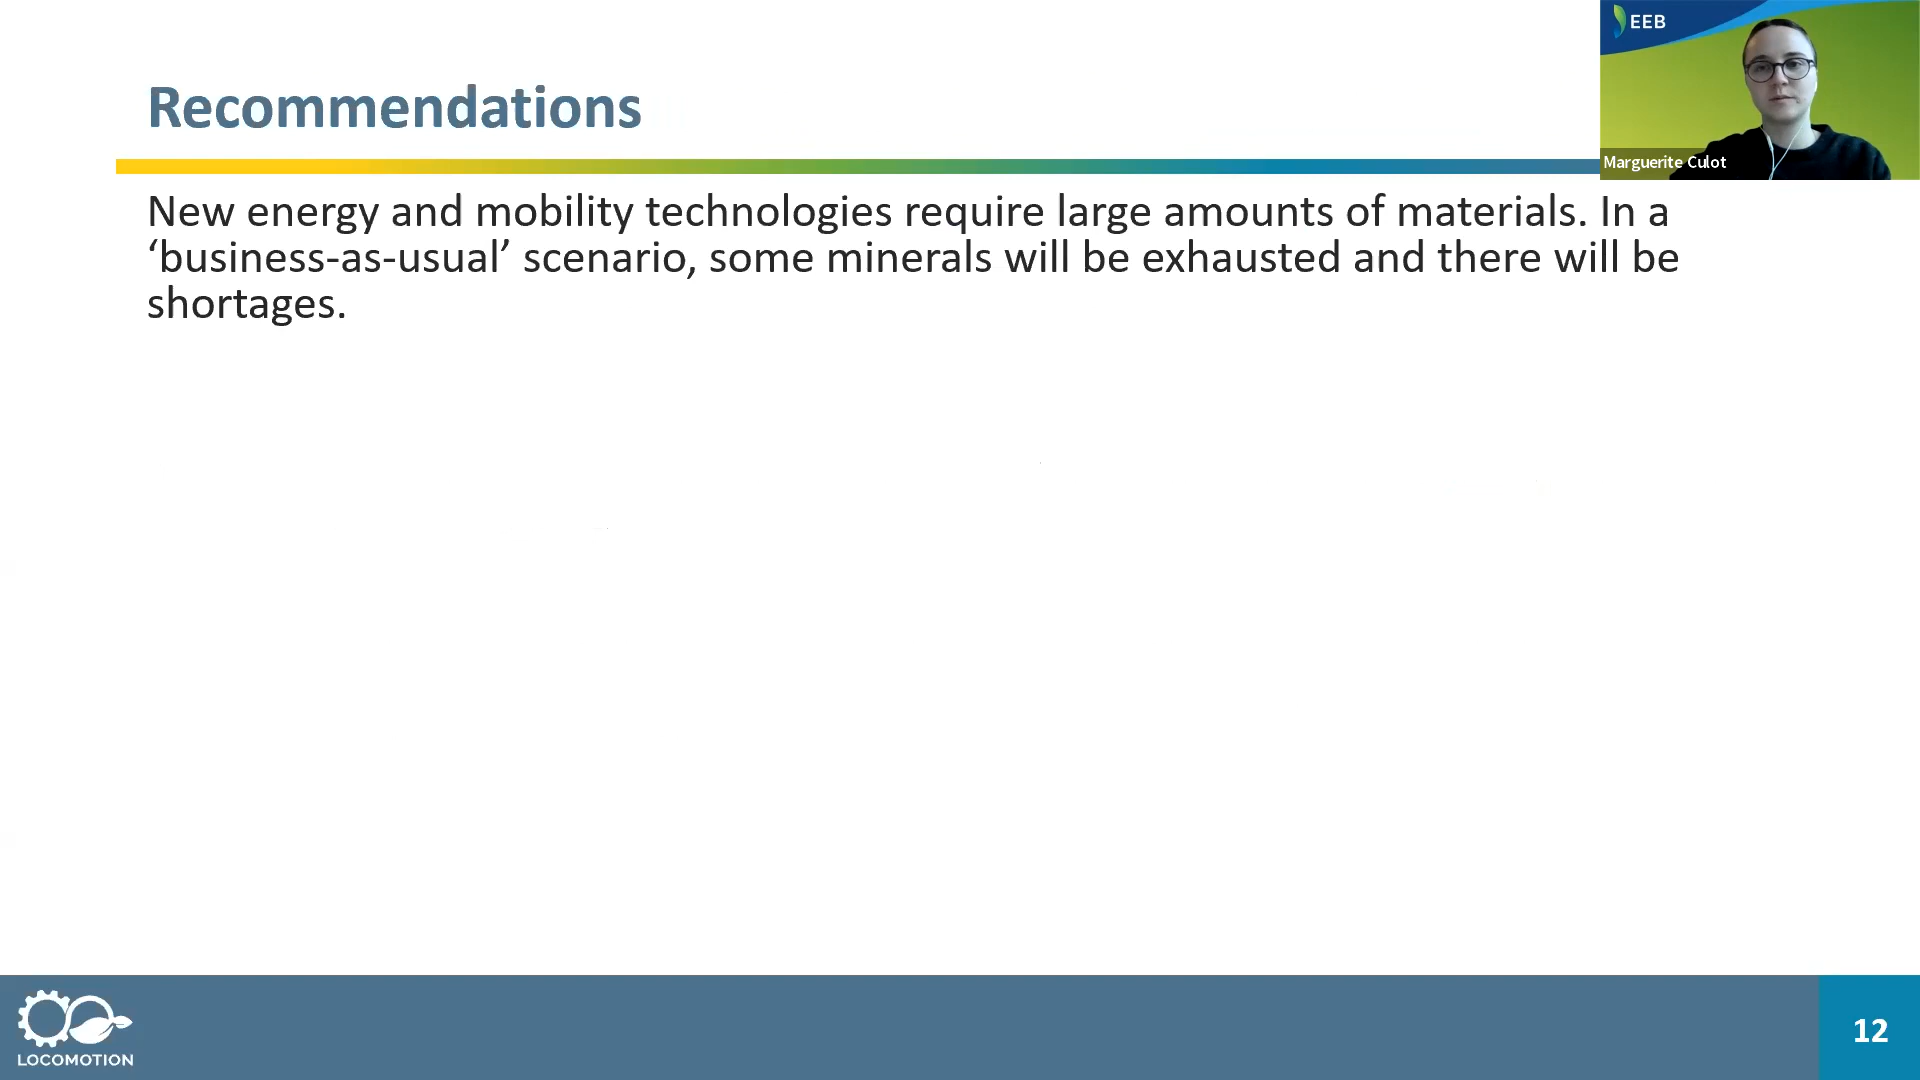 EEB
Recommendations
Marguerite Culot
New energy and mobility technologies require large amounts of materials. In a
‘business-as-usual’ scenario, some minerals will be exhausted and there will be
shortages.
LOCOMOTION
12